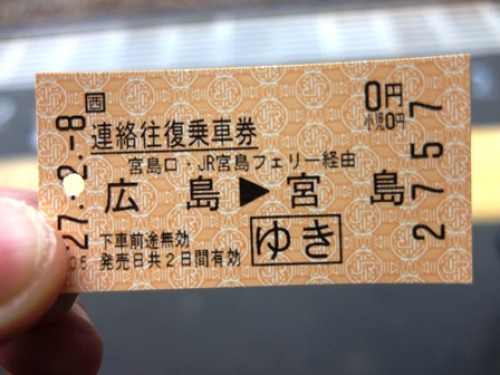 西
連絡往復乗車券
宮島口・JR宮島フェリー経由
広島▶宮島
下車前途無効
発売日共2日間有効
ゆき
0円
小児0円
27.2.-8
2757